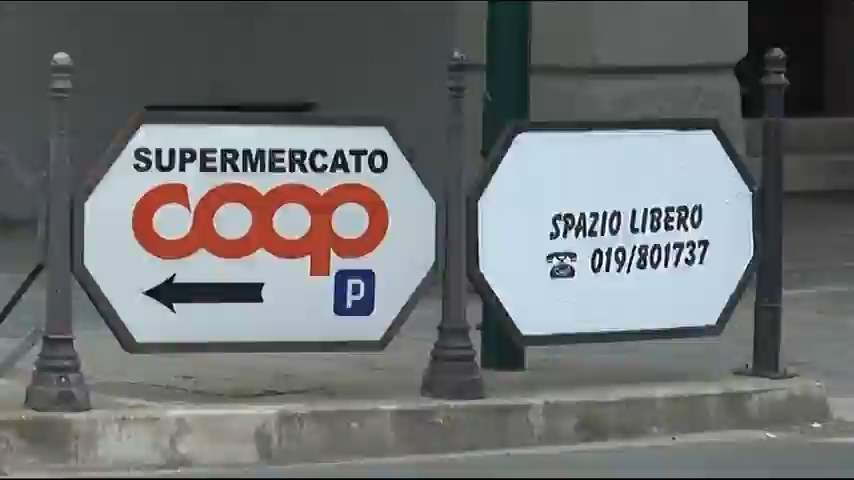 SUPERMERCATO
coop
P
SPAZIO LIBERO
019/801737